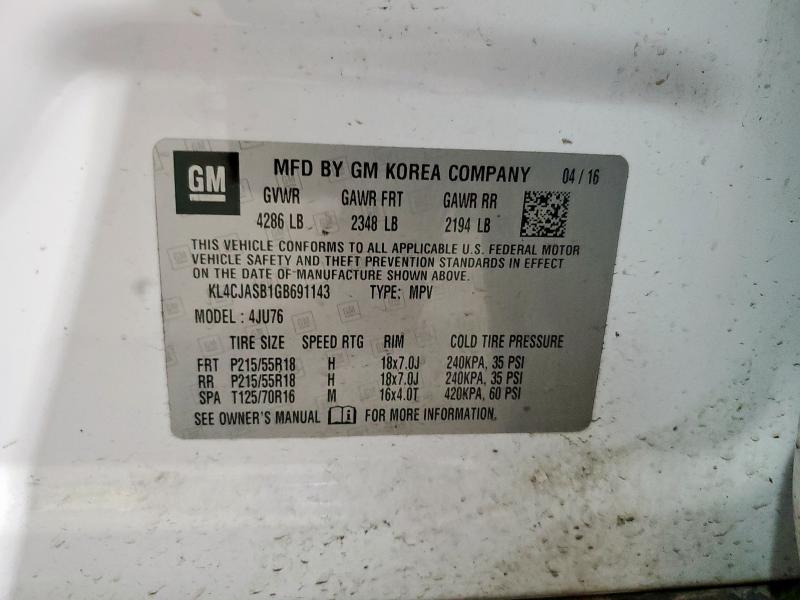 GM MFD BY GM KOREA COMPANY 04 / 16
GVWR GAWR FRT GAWR RR
4286 LB 2348 LB 2194 LB
THIS VEHICLE CONFORMS TO ALL APPLICABLE U.S. FEDERAL MOTOR
VEHICLE SAFETY AND THEFT PREVENTION STANDARDS IN EFFECT
ON THE DATE OF MANUFACTURE SHOWN ABOVE.
KL4CJASB1GB691143 TYPE: MPV
MODEL : 4JU76
TIRE SIZE SPEED RTG RIM COLD TIRE PRESSURE
FRT P215/55R18 H 18x7.0J 240KPA, 35 PSI
RR P215/55R18 H 18x7.0J 240KPA, 35 PSI
SPA T125/70R16 M 16x4.0T 420KPA, 60 PSI
SEE OWNER'S MANUAL FOR MORE INFORMATION.